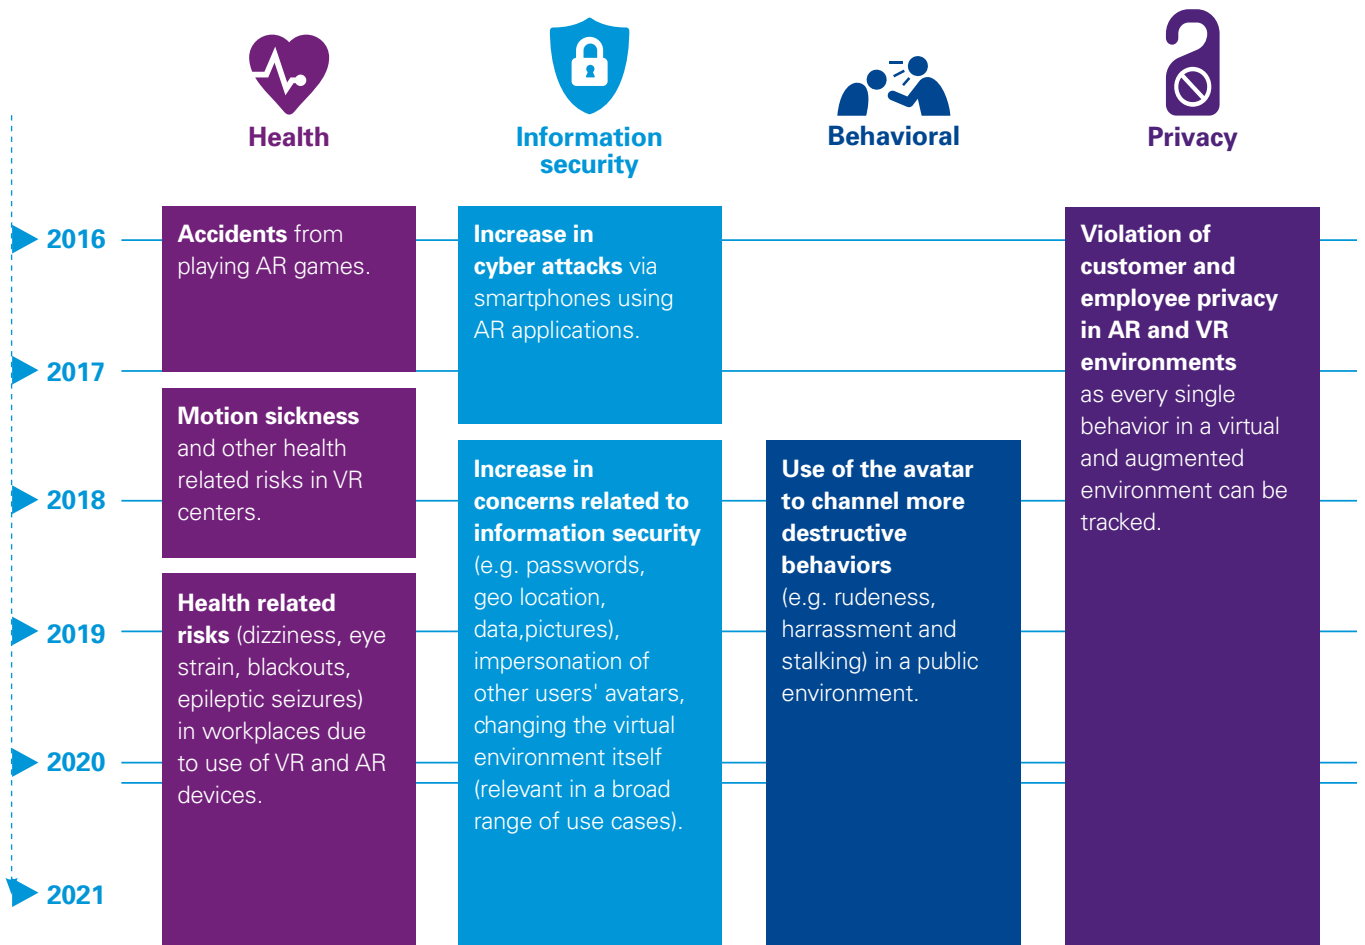 Health
Information
security
Behavioral
Privacy
2016
2017
2018
2019
2020
2021
Accidents from
playing AR games.
Motion sickness
and other health
related risks in VR
centers.
Health related
risks (dizziness, eye
strain, blackouts,
epileptic seizures)
in workplaces due
to use of VR and AR
devices.
Increase in
cyber attacks via
smartphones using
AR applications.
Increase in
concerns related to
information security
(e.g. passwords,
geo location,
data,pictures),
impersonation of
other users' avatars,
changing the virtual
environment itself
(relevant in a broad
range of use cases).
Use of the avatar
to channel more
destructive
behaviors
(e.g. rudeness,
harrassment and
stalking) in a public
environment.
Violation of
customer and
employee privacy
in AR and VR
environments
as every single
behavior in a virtual
and augmented
environment can be
tracked.